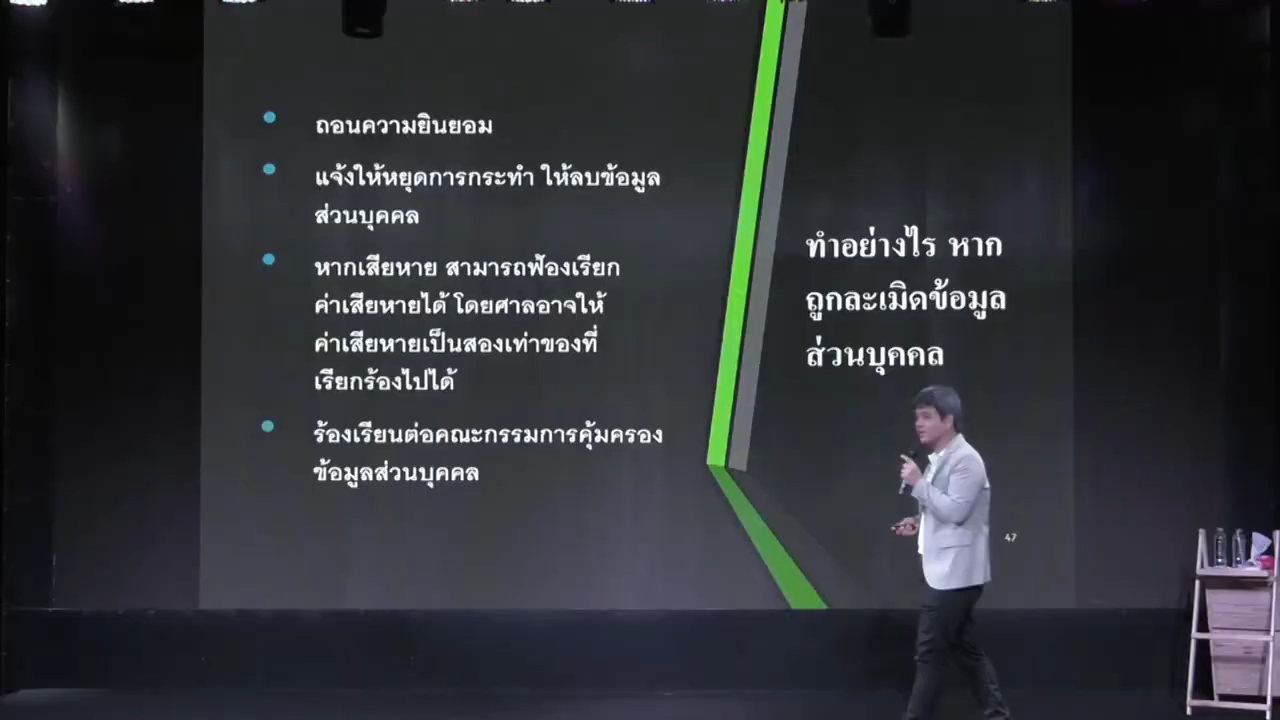 ถอนความยินยอม
แจ้งให้หยุดการกระทำ ให้ลบข้อมูล
ส่วนบุคคล
หากเสียหาย สามารถฟ้องเรียก
ค่าเสียหายได้ โดยศาลอาจให้
ค่าเสียหายเป็นสองเท่าของที่
เรียกร้องไปได้
ร้องเรียนต่อคณะกรรมการคุ้มครอง
ข้อมูลส่วนบุคคล
ทำอย่างไร หาก
ถูกละเมิดข้อมูล
ส่วนบุคคล
47